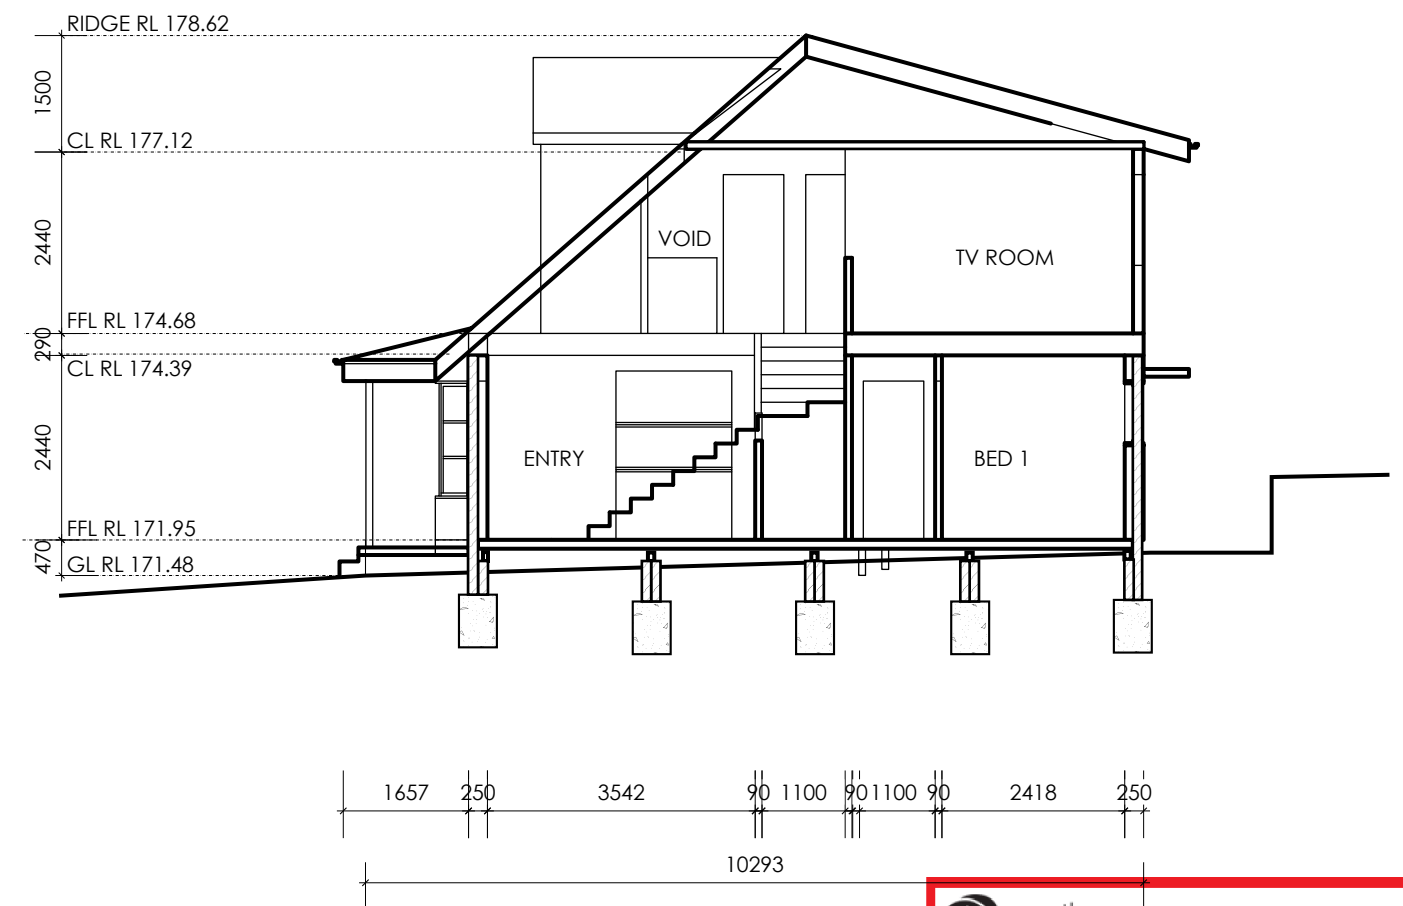 RIDGE RL 178.62
1500
CL RL 177.12
2440
VOID
TV ROOM
FFL RL 174.68
290
CL RL 174.39
2440
ENTRY
BED 1
FFL RL 171.95
470
GL RL 171.48
1657 250 3542 90 1100 90 1100 90 2418 250
10293